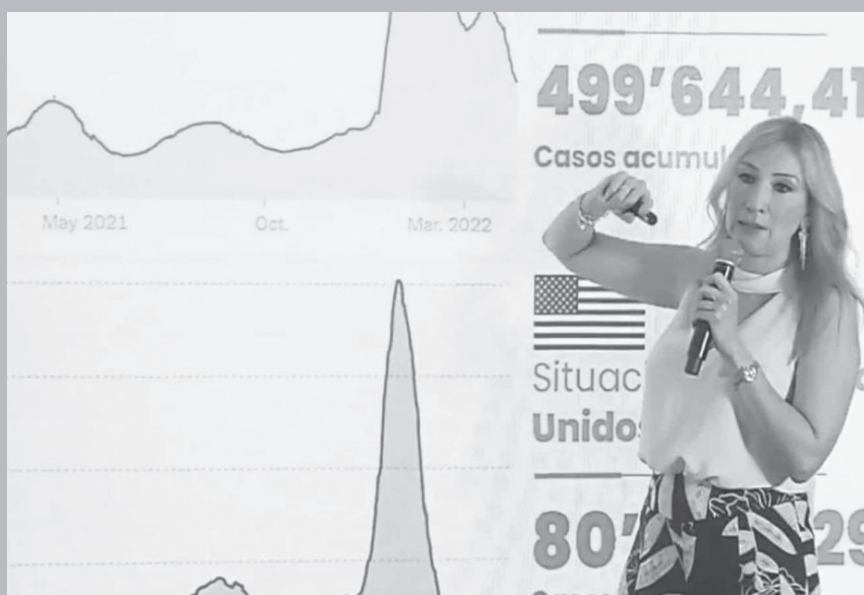 May 2021
Oct.
Mar. 2022
499’644,41
Casos acumul
Situac
Unidos
80’
29